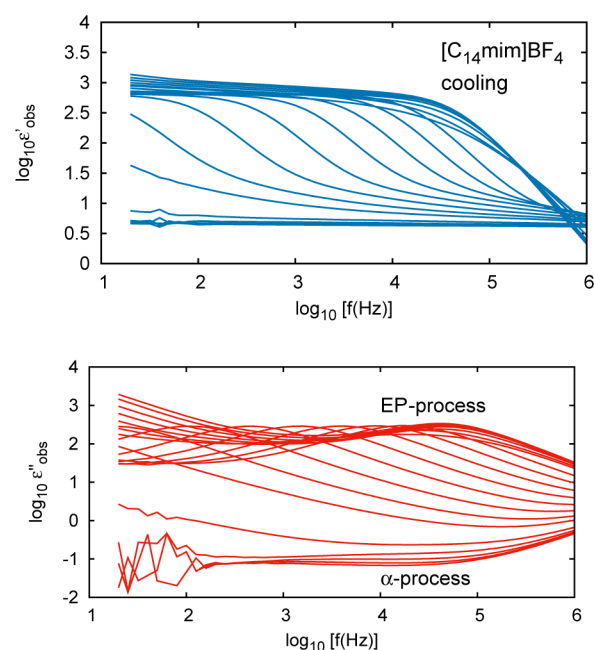 [C14mim]BF4
cooling
log10ε'obs
4
3.5
3
2.5
2
1.5
1
0.5
0
1 2 3 4 5 6
log10 [f(Hz)]
EP-process
α-process
log10 ε''obs
4
3
2
1
0
-1
-2
1 2 3 4 5 6
log10 [f(Hz)]